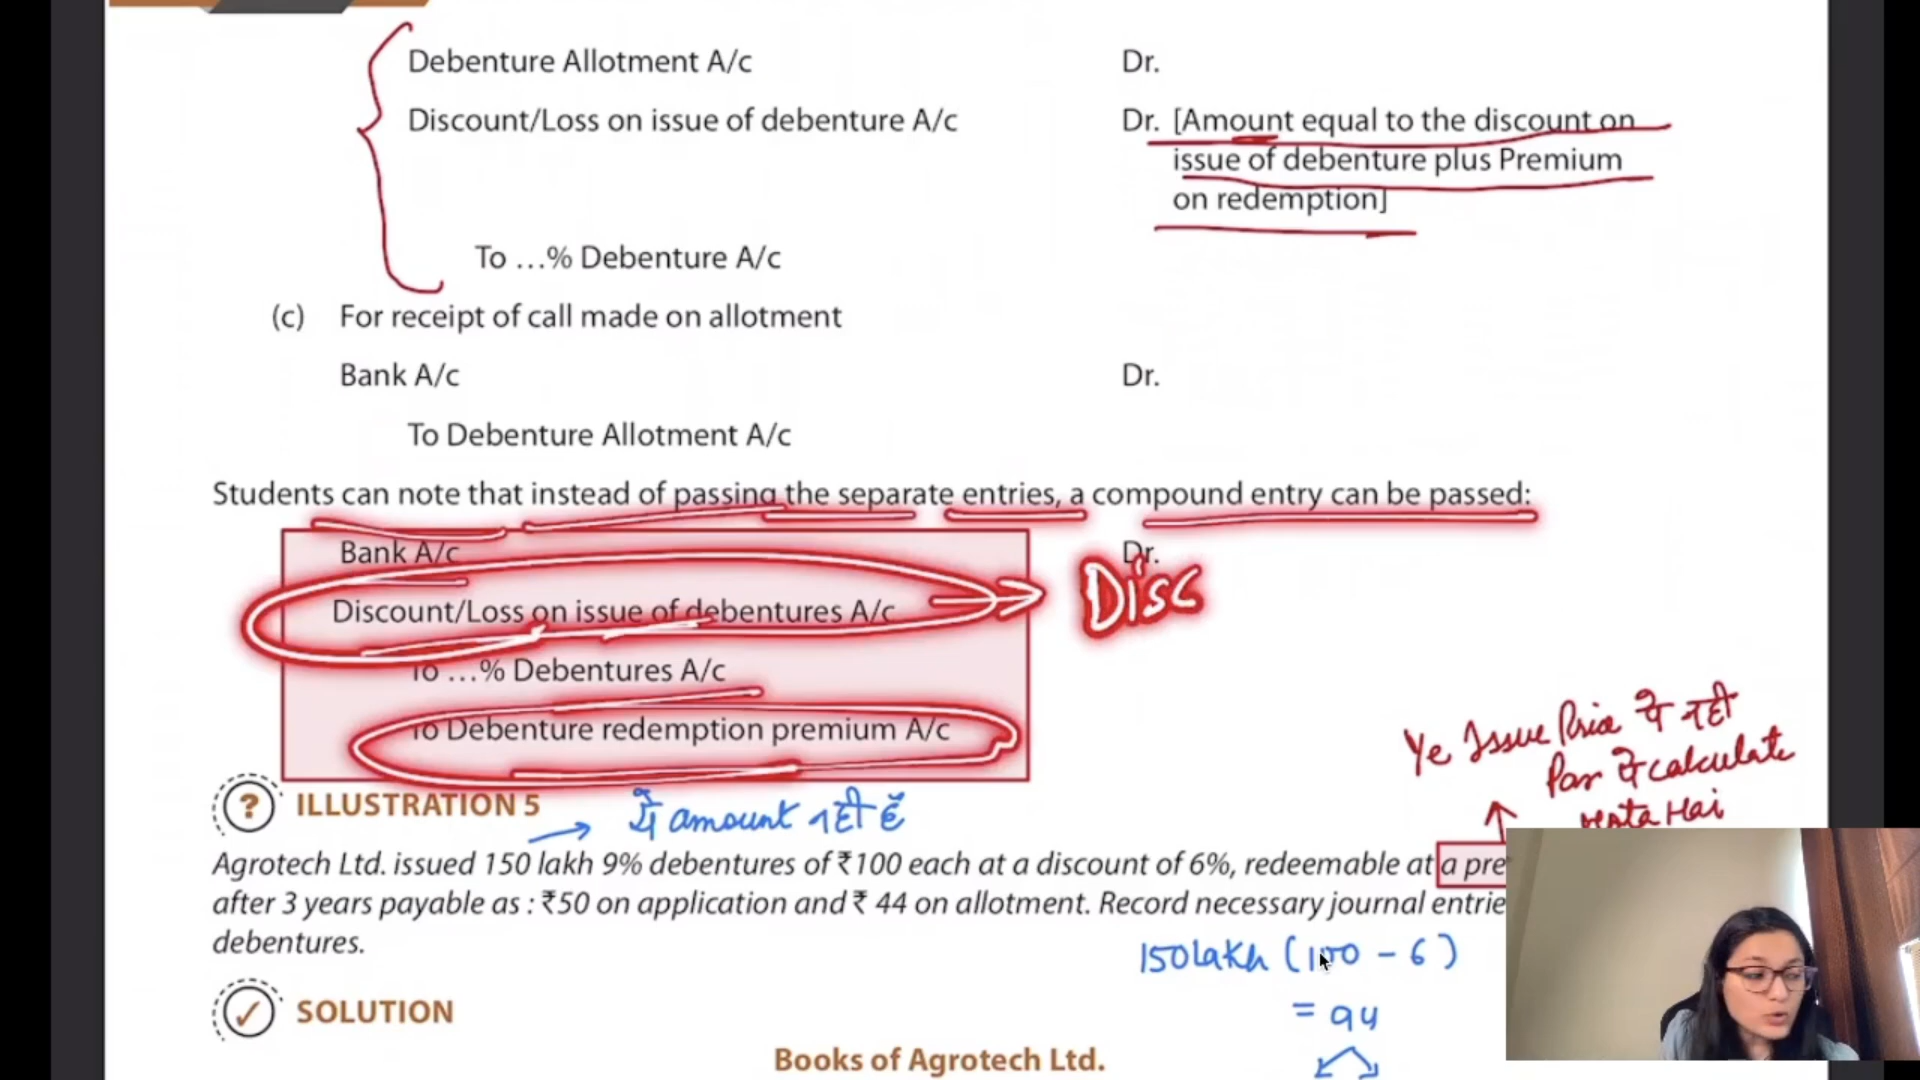 Debenture Allotment A/c Dr.
Discount/Loss on issue of debenture A/c Dr. [Amount equal to the discount on
issue of debenture plus Premium
on redemption]
To ...% Debenture A/c
(c) For receipt of call made on allotment
Bank A/c Dr.
To Debenture Allotment A/c
Students can note that instead of passing the separate entries, a compound entry can be passed:
Bank A/c Dr.
Discount/Loss on issue of debentures A/c Disc
To ...% Debentures A/c
To Debenture redemption premium A/c
Ye Issue Price पे नहीं
Par पे calculate
hota Hai
? ILLUSTRATION 5
ये amount नहीं है
Agrotech Ltd. issued 150 lakh 9% debentures of ₹100 each at a discount of 6%, redeemable at a pre
after 3 years payable as : ₹50 on application and ₹ 44 on allotment. Record necessary journal entrie
debentures.
150 lakh (100 - 6)
= 94
SOLUTION
Books of Agrotech Ltd.